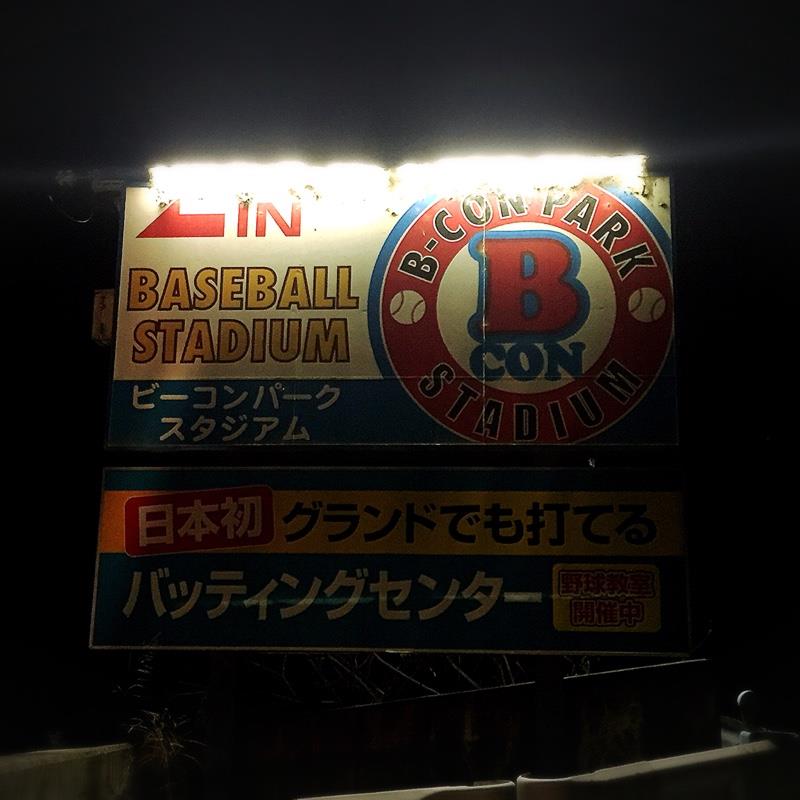 IN
BASEBALL
STADIUM
ビーコンパーク
スタジアム
B-CON PARK
B
CON
STADIUM
日本初 グランドでも打てる
バッティングセンター
野球教室
開催中